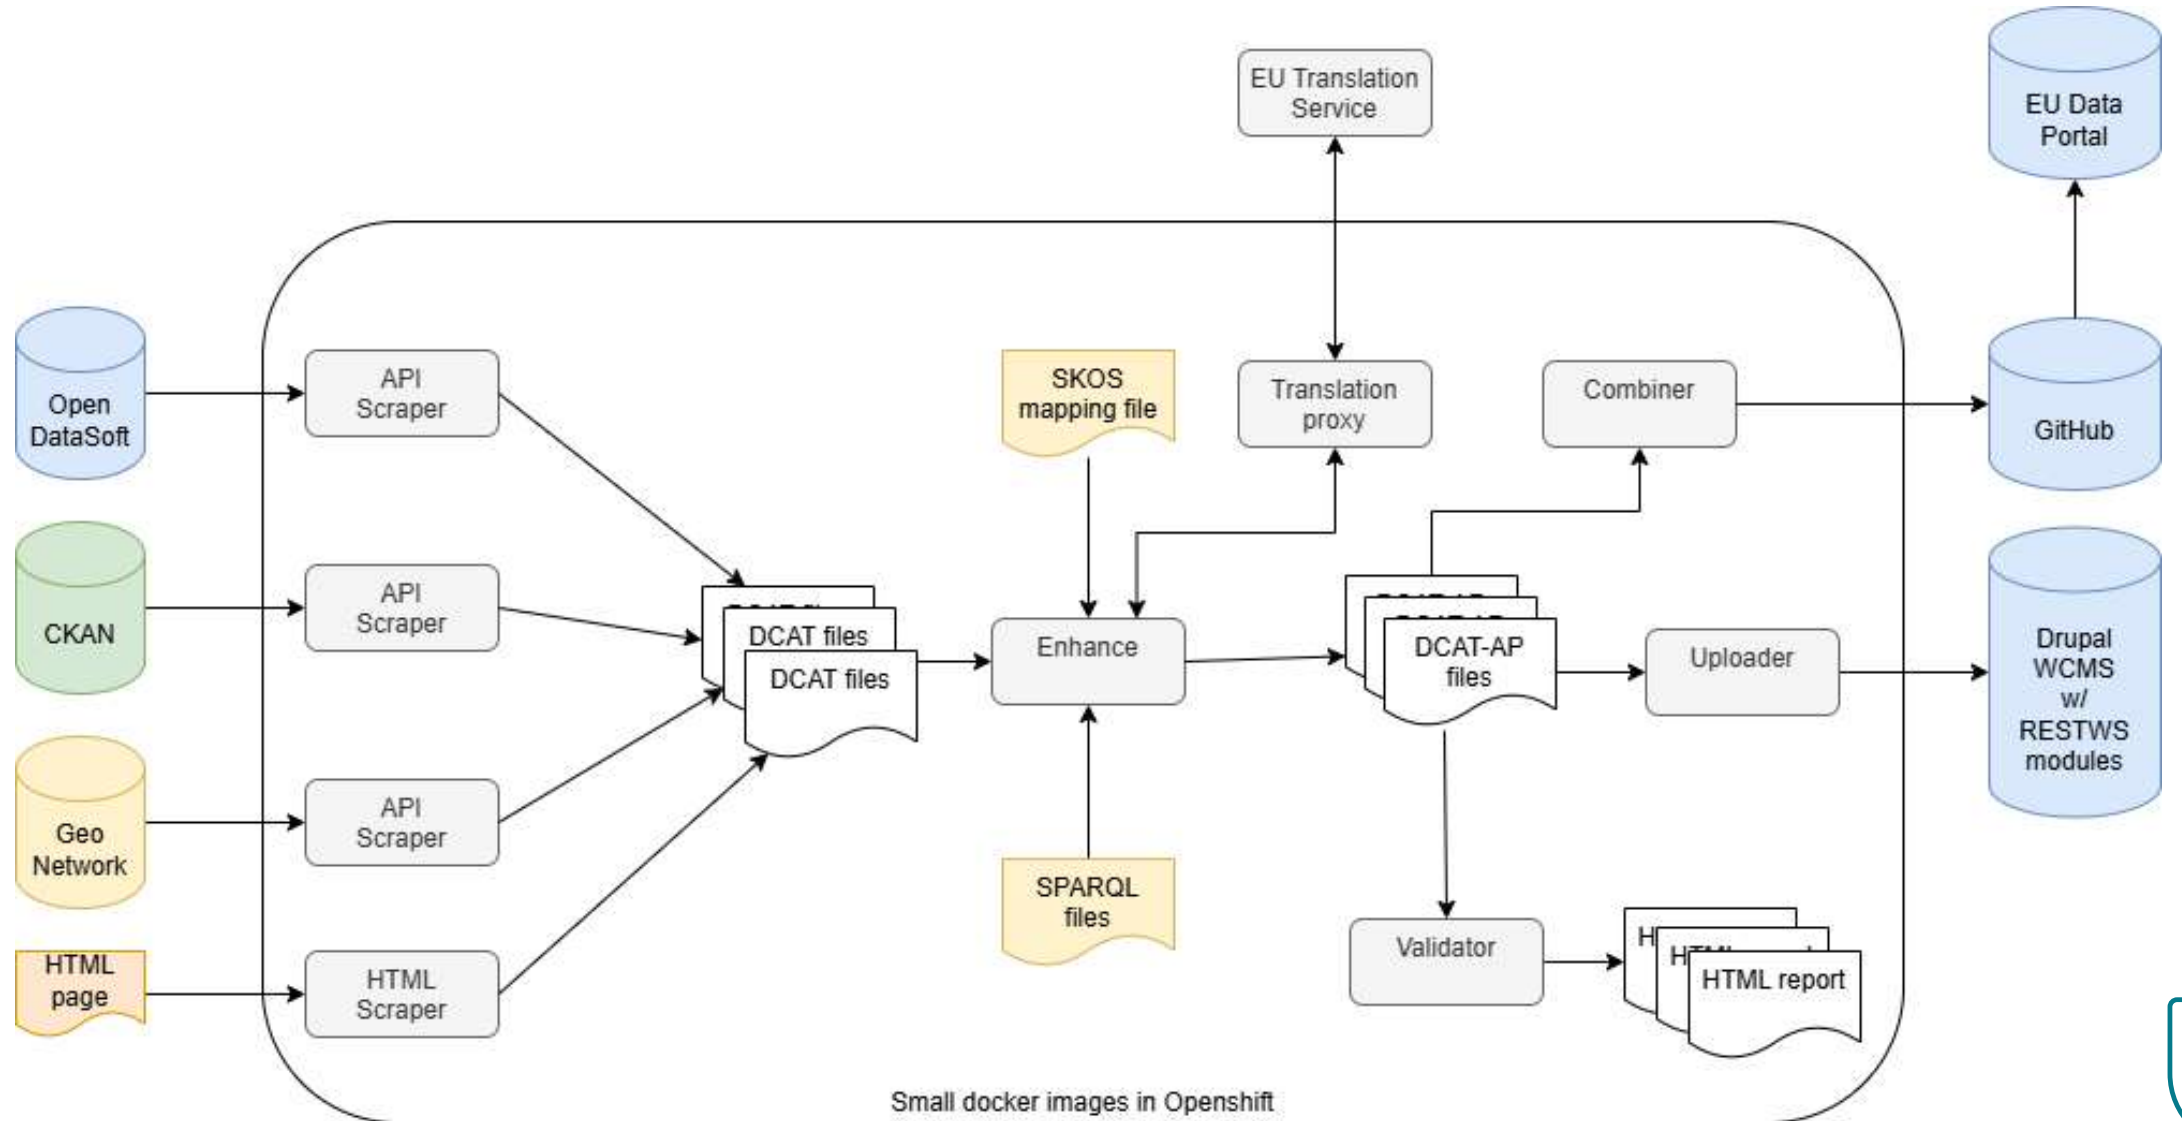 EU Translation
Service
EU Data
Portal
Open
DataSoft
API
Scraper
SKOS
mapping file
Translation
proxy
Combiner
GitHub
CKAN
API
Scraper
DCAT files
DCAT files
Enhance
DCAT-AP
files
Uploader
Drupal
WCMS
w/
RESTWS
modules
Geo
Network
API
Scraper
SPARQL
files
HTML
page
HTML
Scraper
Validator
HTML report
Small docker images in Openshift